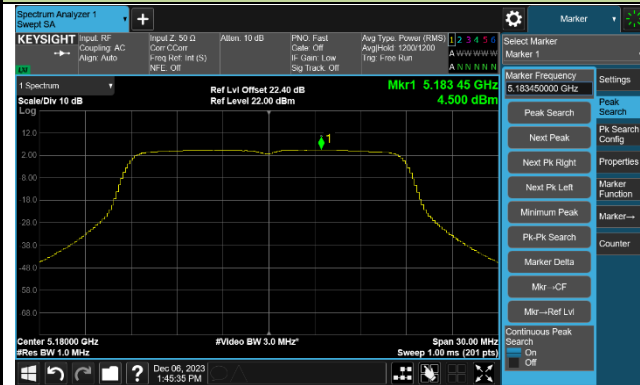 Spectrum Analyzer 1
Swept SA
Marker
KEYSIGHT
Input: RF
Coupling: AC
Align: Auto
Input Z: 50 Ω
Corr CCorr
Freq Ref: Int (S)
NFE: Off
Atten: 10 dB
PNO: Fast
Gate: Off
IF Gain: Low
Sig Track: Off
Avg Type: Power (RMS)
Avg|Hold: 1200/1200
Trig: Free Run
1 2 3 4 5 6
A W W W W W
A N N N N N
Select Marker
Marker 1
LXI
1 Spectrum
Scale/Div 10 dB
Log
Ref Lvl Offset 22.40 dB
Ref Level 22.00 dBm
Mkr1 5.183 45 GHz
4.500 dBm
12.0
2.00
-8.00
-18.0
-28.0
-38.0
-48.0
-58.0
-68.0
1
Center 5.18000 GHz
#Res BW 1.0 MHz
#Video BW 3.0 MHz*
Span 30.00 MHz
Sweep 1.00 ms (201 pts)
Marker Frequency
5.183450000 GHz
Peak Search
Next Peak
Next Pk Right
Next Pk Left
Minimum Peak
Pk-Pk Search
Marker Delta
Mkr→CF
Mkr→Ref Lvl
Continuous Peak
Search
On
Off
Settings
Peak
Search
Pk Search
Config
Properties
Marker
Function
Marker→
Counter
?
Dec 06, 2023
1:45:35 PM